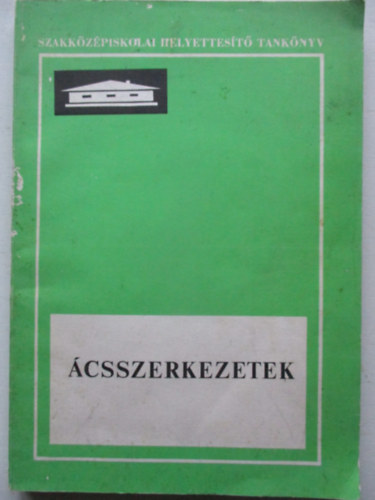 SZAKKÖZÉPISKOLAI HELYETTESÍTŐ TANKÖNYV
ÁCSSZERKEZETEK